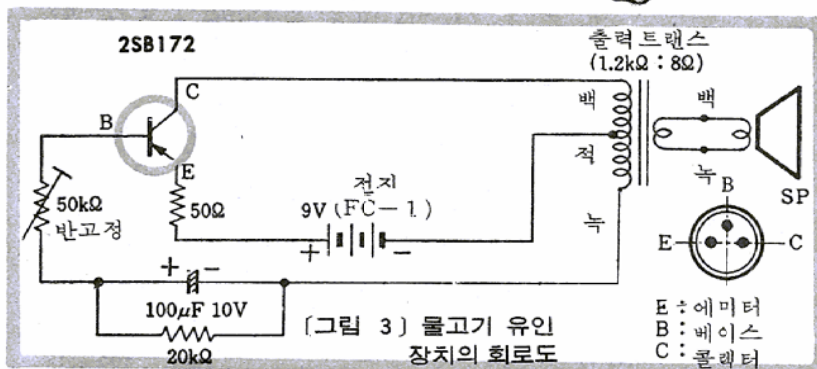 2SB172
출력트랜스
(1.2kΩ : 8Ω)
C
백
백
B
적
E
전지
녹
50kΩ
반고정
50Ω
9V (FC-1)
녹
SP
+
-
B
E
C
+
-
100μF 10V
20kΩ
〔그림 3〕 물고기 유인
장치의 회로도
E : 에미터
B : 베이스
C : 콜렉터